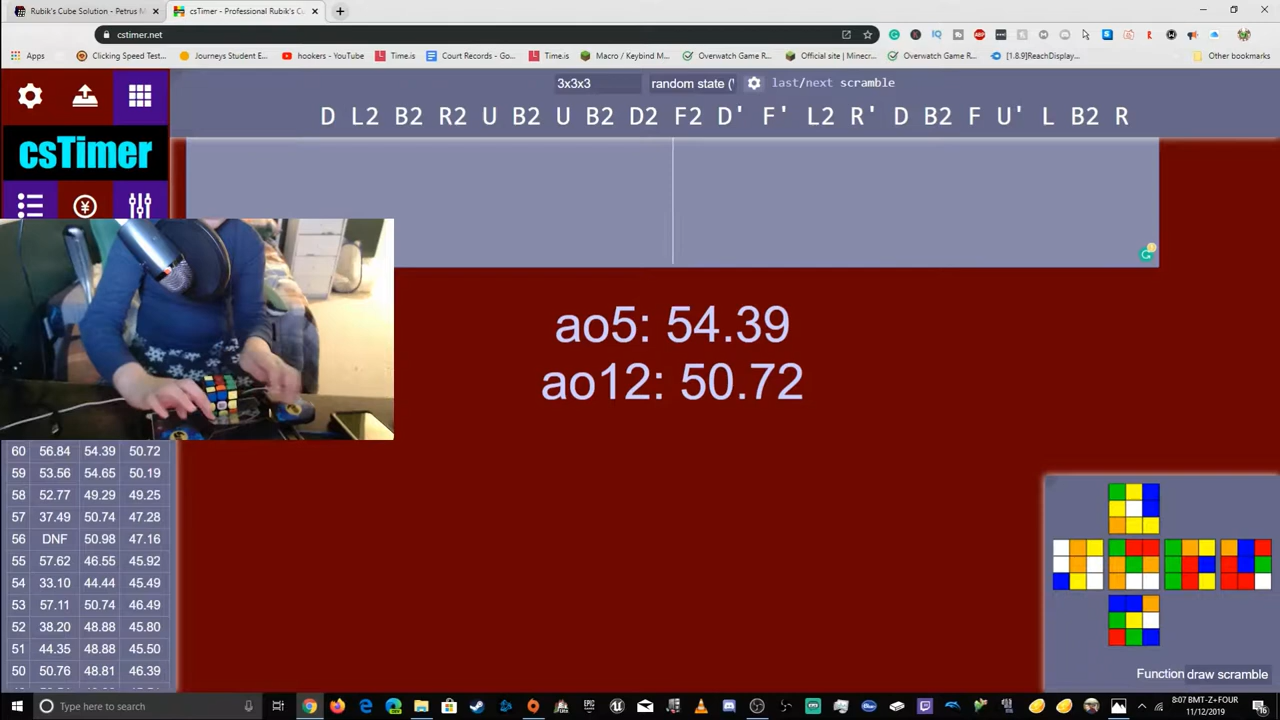 Rubik's Cube Solution - Petrus M
csTimer - Professional Rubik's C
cstimer.net
Apps
Clicking Speed Test...
Journeys Student E...
hookers - YouTube
Time.is
Court Records - Go...
Time.is
Macro / Keybind M...
Overwatch Game R...
Official site | Minecr...
Overwatch Game R...
[1.8.9]ReachDisplay...
Other bookmarks
3x3x3
random state ('
last/next scramble
D L2 B2 R2 U B2 U B2 D2 F2 D' F' L2 R' D B2 F U' L B2 R
csTimer
ao5: 54.39
ao12: 50.72
60 56.84 54.39 50.72
59 53.56 54.65 50.19
58 52.77 49.29 49.25
57 37.49 50.74 47.28
56 DNF 50.98 47.16
55 57.62 46.55 45.92
54 33.10 44.44 45.49
53 57.11 50.74 46.49
52 38.20 48.88 45.80
51 44.35 48.88 45.50
50 50.76 48.81 46.39
Function draw scramble
Type here to search
8:07 BMT-Z+FOUR
11/12/2019